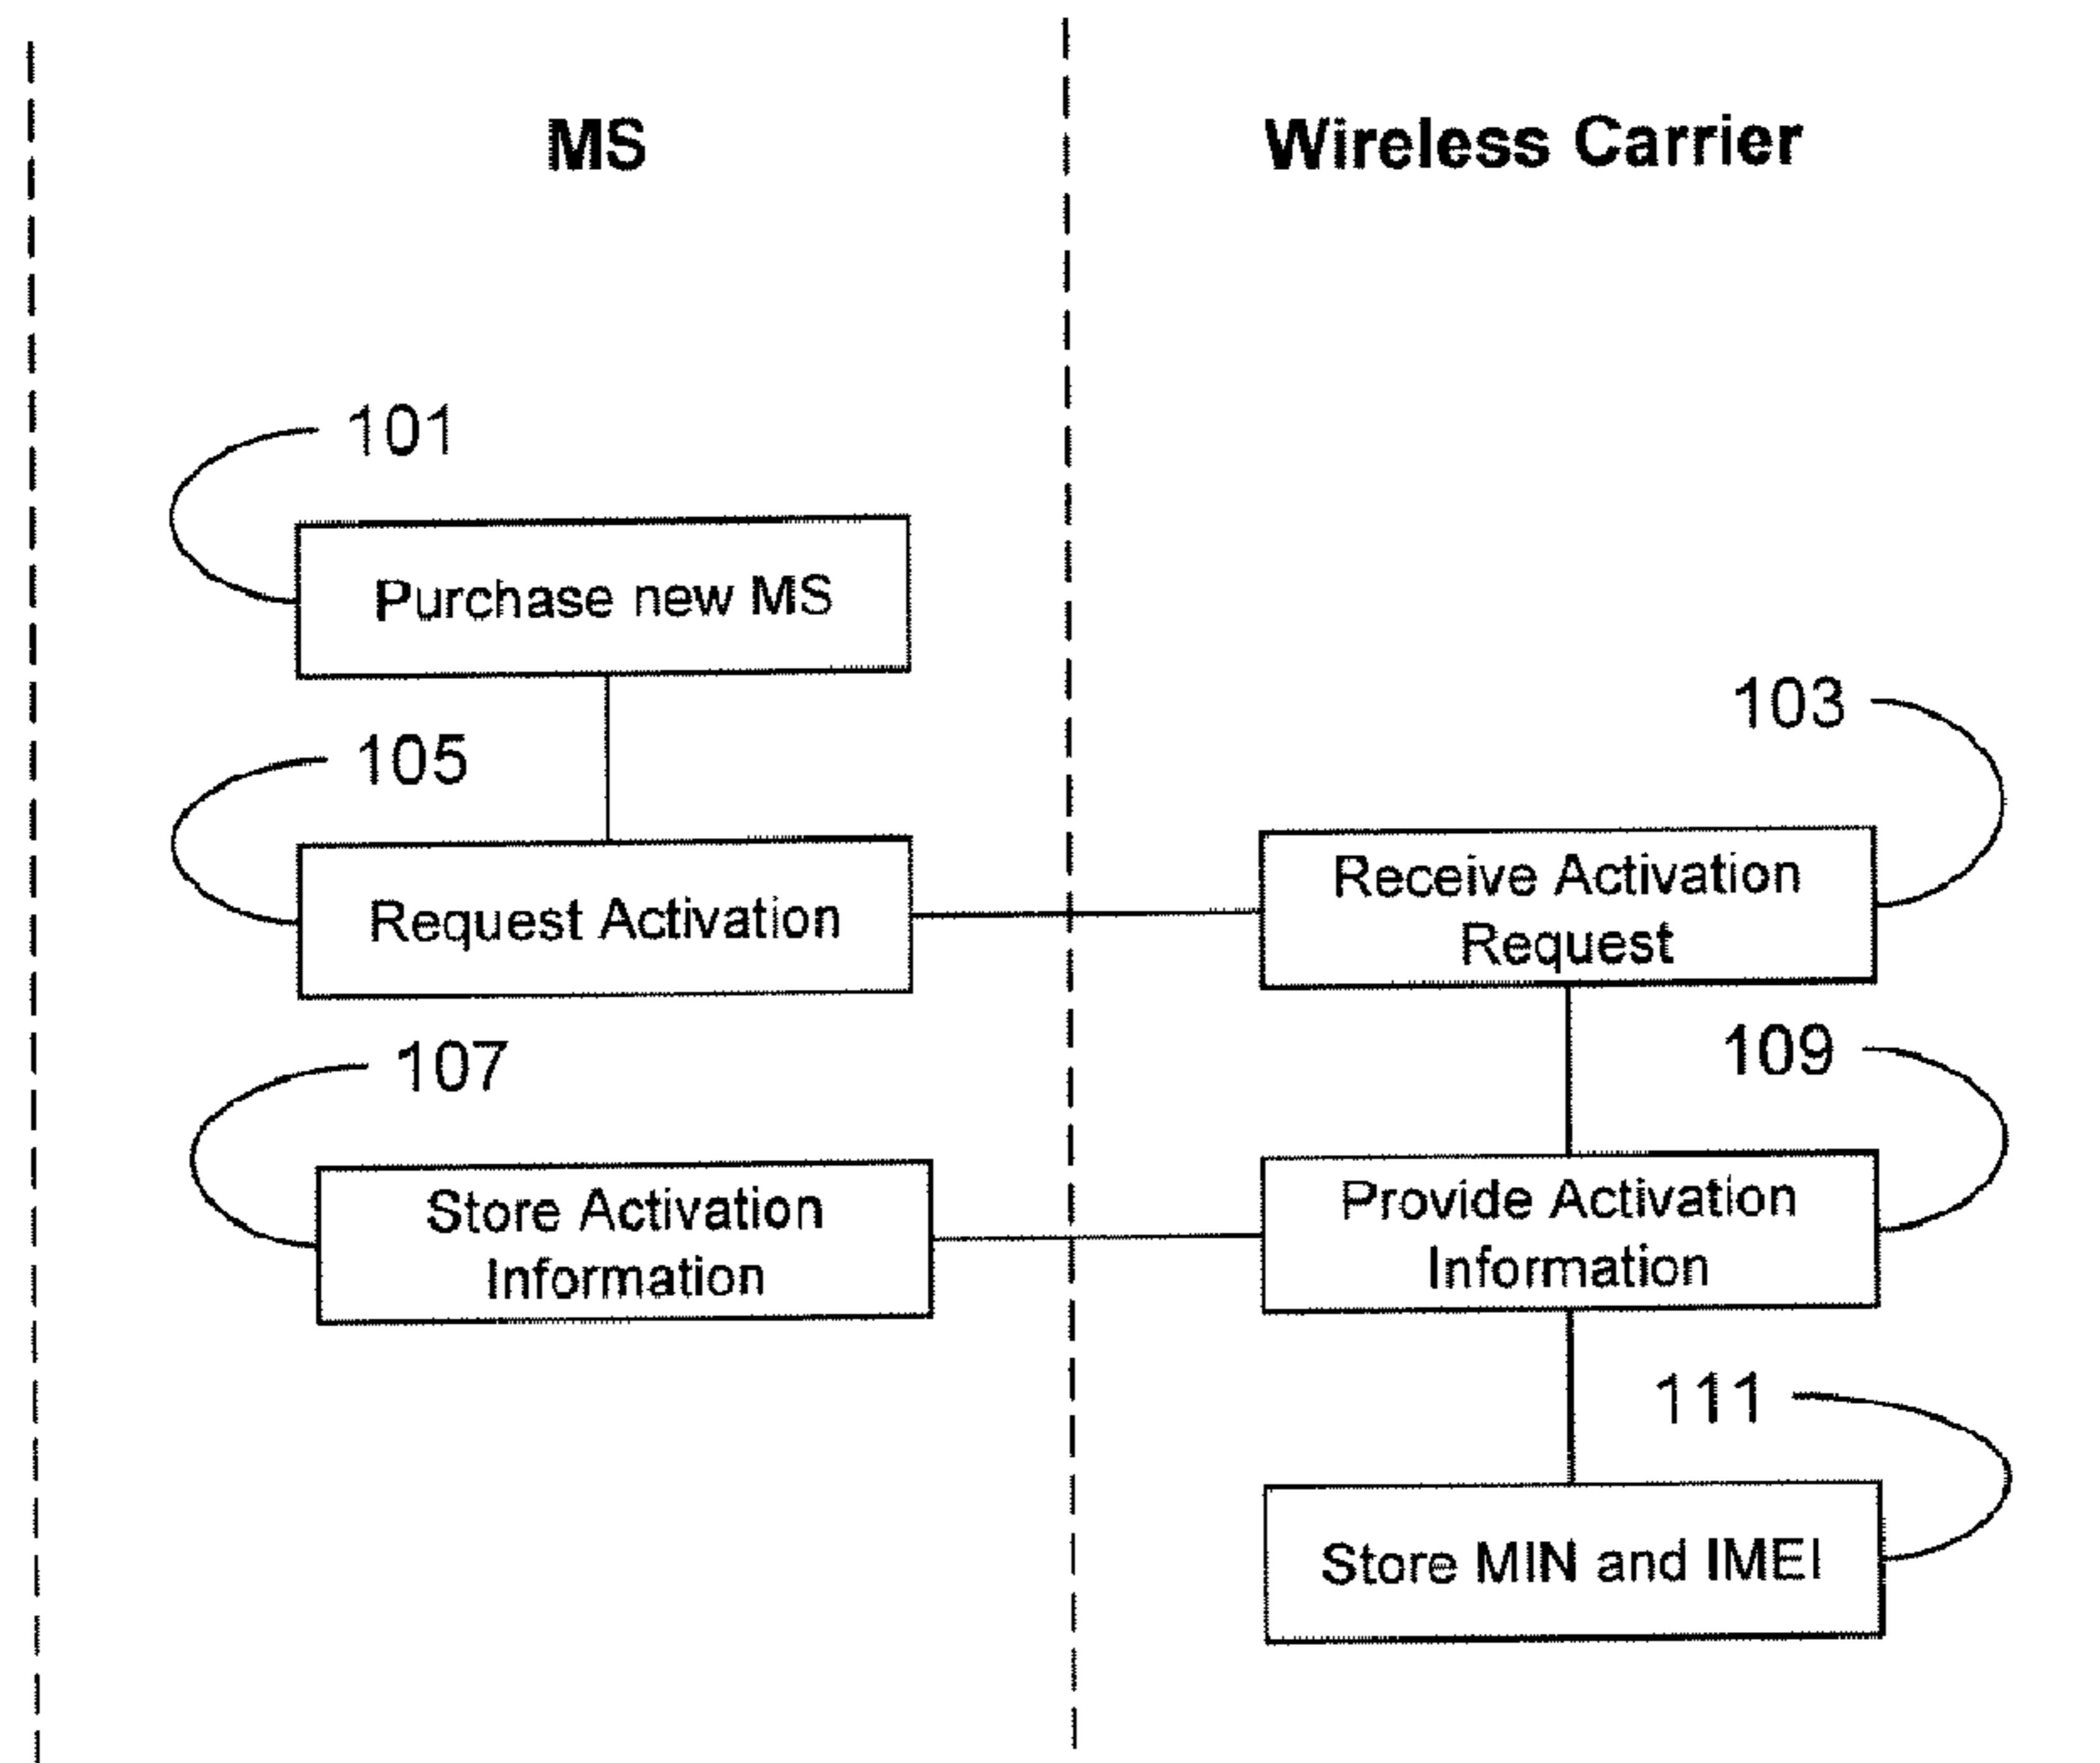 MS
Wireless Carrier
101
Purchase new MS
103
105
Request Activation
Receive Activation
Request
107
109
Store Activation
Information
Provide Activation
Information
111
Store MIN and IMEI